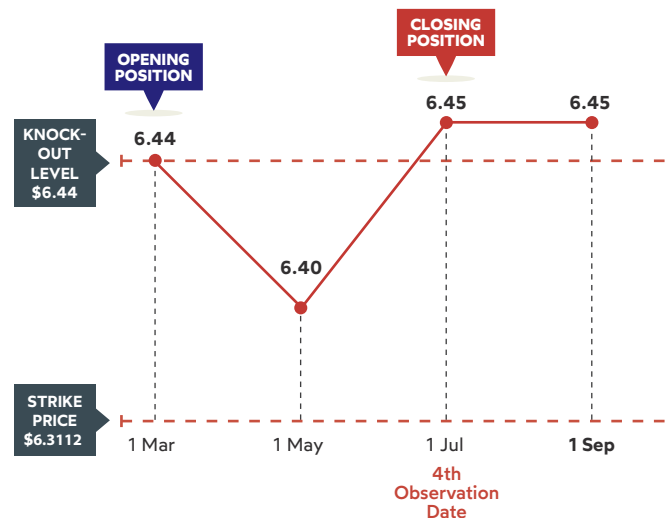 OPENING
POSITION
CLOSING
POSITION
KNOCK-
OUT
LEVEL
$6.44
6.44
6.40
6.45
6.45
STRIKE
PRICE
$6.3112
1 Mar
1 May
1 Jul
1 Sep
4th
Observation
Date